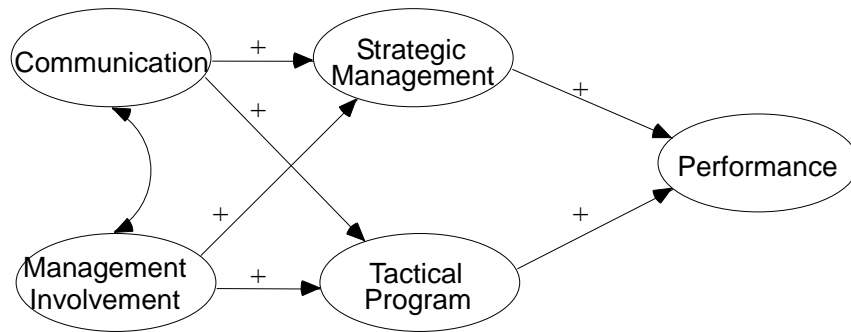 Communication
+
Strategic
Management
+
+
Performance
+
Management
Involvement
+
Tactical
Program
+